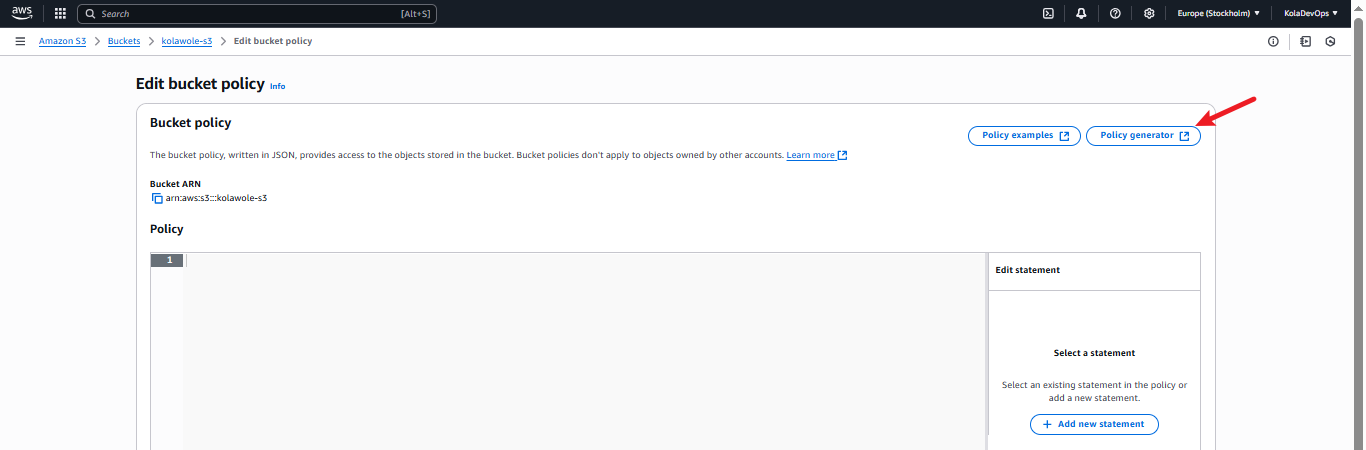 aws Search [Alt+S] Europe (Stockholm) KolaDevOps
Amazon S3 > Buckets > kolawole-s3 > Edit bucket policy
Edit bucket policy Info
Bucket policy
Policy examples Policy generator
The bucket policy, written in JSON, provides access to the objects stored in the bucket. Bucket policies don't apply to objects owned by other accounts. Learn more
Bucket ARN
arn:aws:s3:::kolawole-s3
Policy
1
Edit statement
Select a statement
Select an existing statement in the policy or
add a new statement.
+ Add new statement